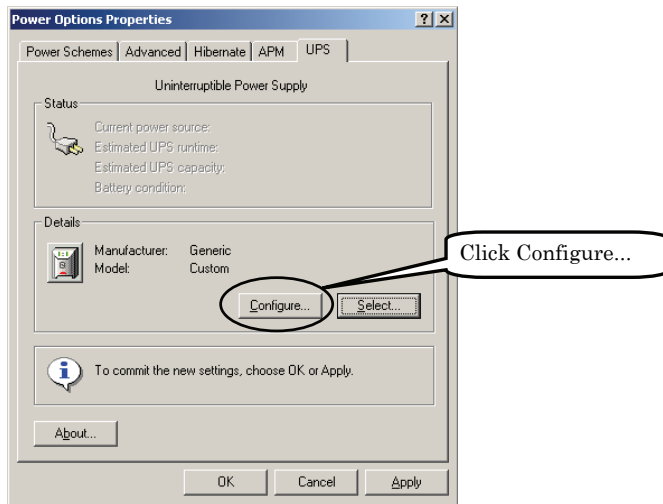 Power Options Properties
Power Schemes Advanced Hibernate APM UPS
Uninterruptible Power Supply
Status
Current power source:
Estimated UPS runtime:
Estimated UPS capacity:
Battery condition:
Details
Manufacturer: Generic
Model: Custom
Configure... Select...
Click Configure...
To commit the new settings, choose OK or Apply.
About...
OK Cancel Apply